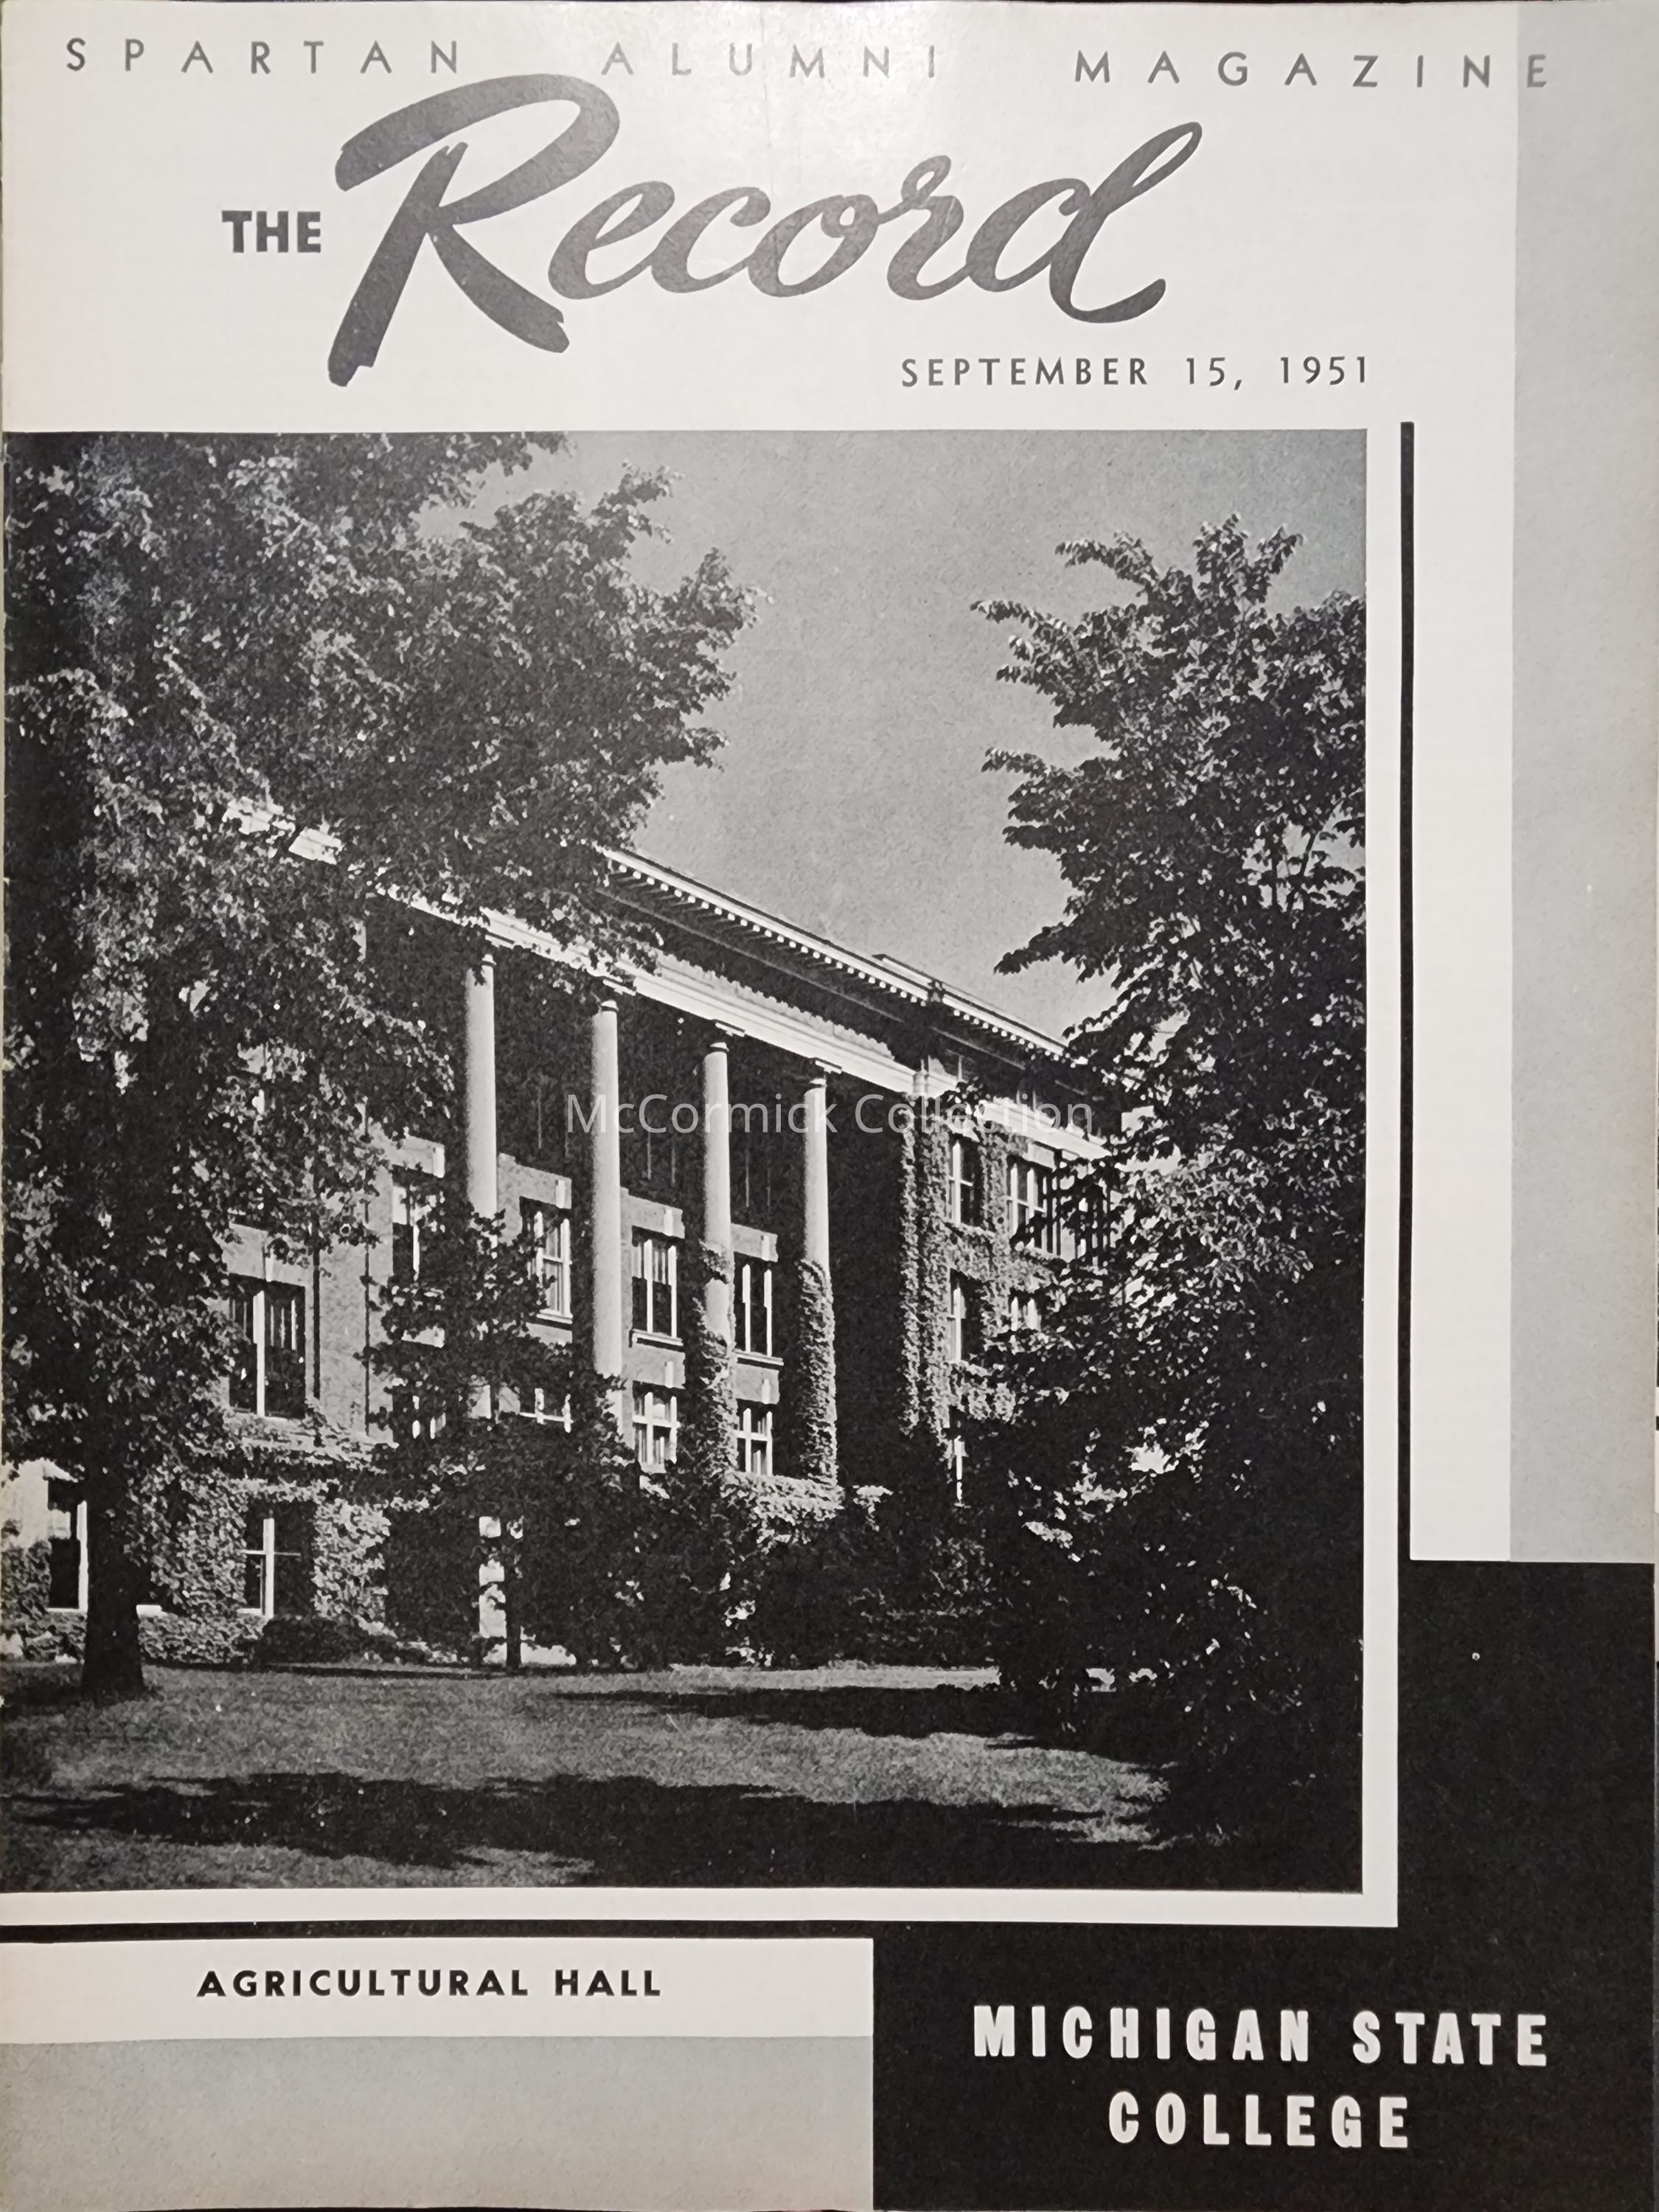 SPARTAN ALUMNI MAGAZINE
THE Record
SEPTEMBER 15, 1951
McCormick Collection
AGRICULTURAL HALL
MICHIGAN STATE
COLLEGE